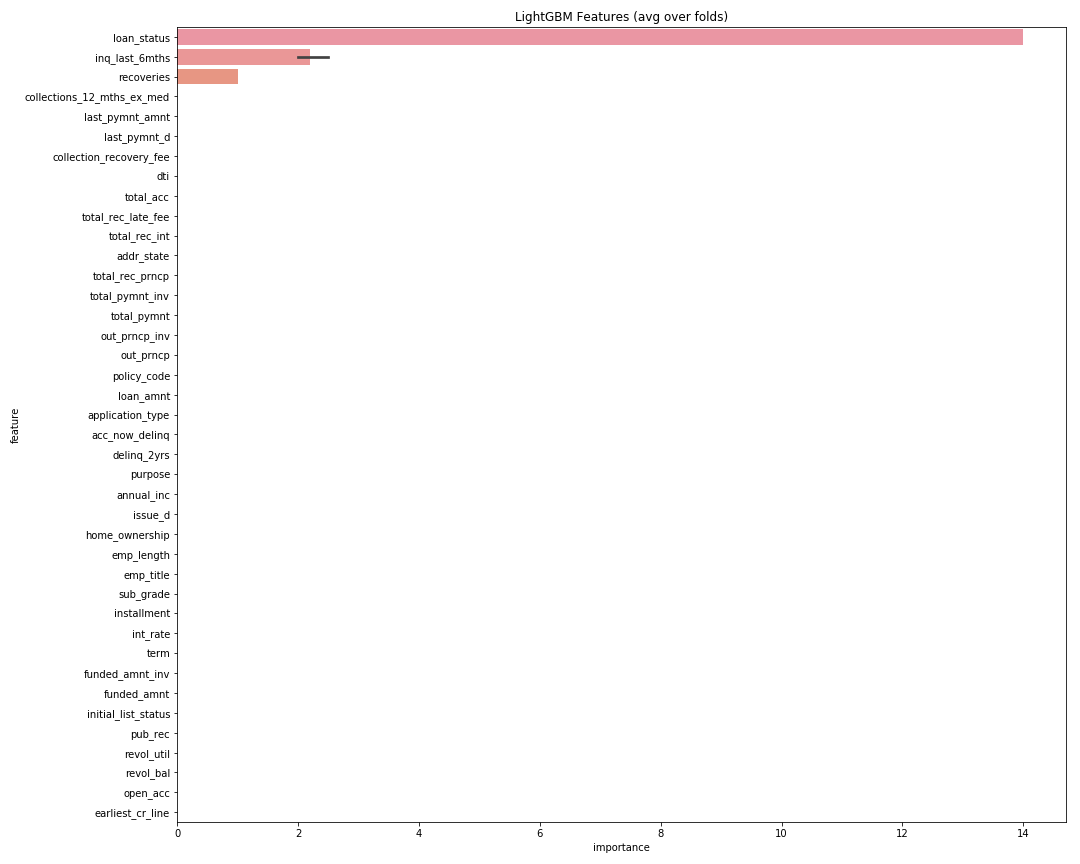 LightGBM Features (avg over folds)
loan_status
inq_last_6mths
recoveries
collections_12_mths_ex_med
last_pymnt_amnt
last_pymnt_d
collection_recovery_fee
dti
total_acc
total_rec_late_fee
total_rec_int
addr_state
total_rec_prncp
total_pymnt_inv
total_pymnt
out_prncp_inv
out_prncp
policy_code
loan_amnt
application_type
acc_now_delinq
delinq_2yrs
purpose
annual_inc
issue_d
home_ownership
emp_length
emp_title
sub_grade
installment
int_rate
term
funded_amnt_inv
funded_amnt
initial_list_status
pub_rec
revol_util
revol_bal
open_acc
earliest_cr_line
feature
0 2 4 6 8 10 12 14
importance